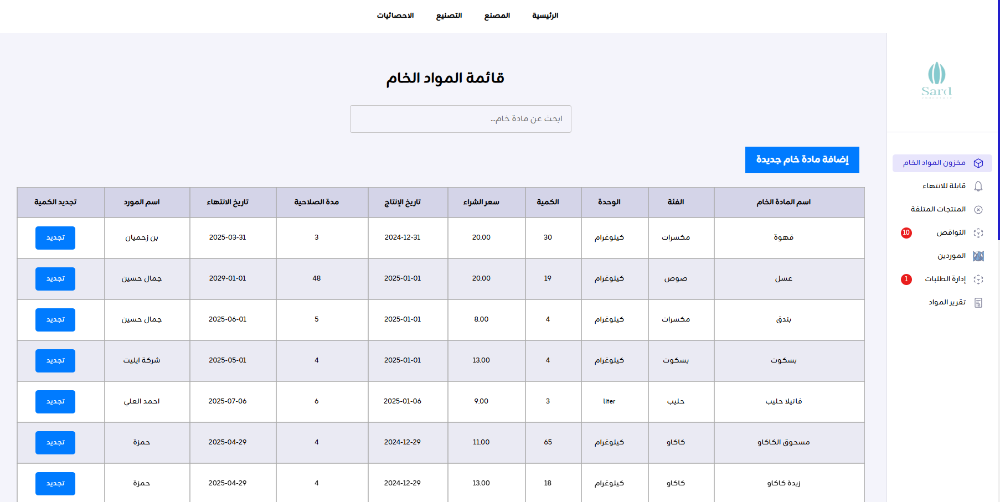 الرئيسية المصنع التصنيع الاحصائيات
Sard
مخزون المواد الخام
قابلة للانتهاء
المنتجات المتلفة
النواقص 10
الموردين
إدارة الطلبات 1
تقرير المواد
قائمة المواد الخام
ابحث عن مادة خام...
إضافة مادة خام جديدة
اسم المادة الخام الفئة الوحدة الكمية سعر الشراء تاريخ الإنتاج مدة الصلاحية تاريخ الانتهاء اسم المورد تجديد الكمية
قهوة مكسرات كيلوغرام 30 20.00 2024-12-31 3 2025-03-31 بن زحميان تجديد
عسل صوص كيلوغرام 19 20.00 2025-01-01 48 2029-01-01 جمال حسين تجديد
بندق مكسرات كيلوغرام 4 8.00 2025-01-01 5 2025-06-01 جمال حسين تجديد
بسكوت بسكوت كيلوغرام 4 13.00 2025-01-01 4 2025-05-01 شركة ايليت تجديد
فانيلا حليب حليب liter 3 9.00 2025-01-06 6 2025-07-06 احمد العلي تجديد
مسحوق الكاكاو كاكاو كيلوغرام 65 11.00 2024-12-29 4 2025-04-29 حمزة تجديد
زبدة كاكاو كاكاو كيلوغرام 18 13.00 2024-12-29 4 2025-04-29 حمزة تجديد